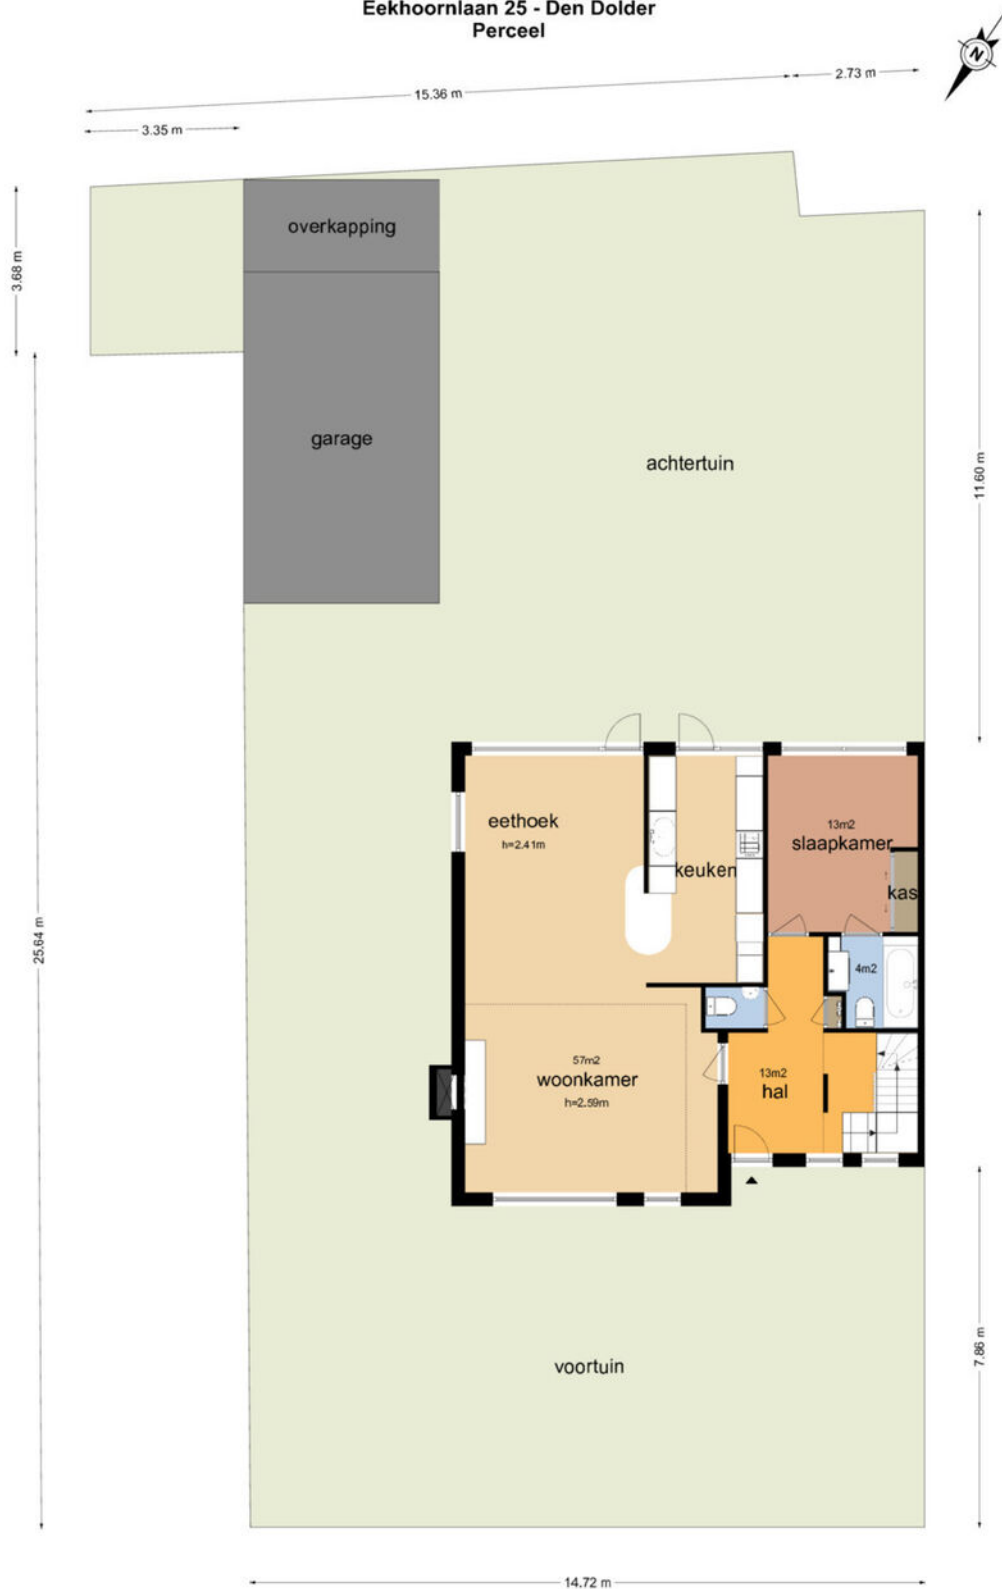 Eekhoornlaan 25 - Den Dolder
Perceel
N
2.73 m
15.36 m
3.35 m
overkapping
3.68 m
garage
achtertuin
11.60 m
eethoek
h=2.41m
keuken
13m2
slaapkamer
kas
25.64 m
4m2
57m2
woonkamer
h=2.59m
13m2
hal
7.86 m
voortuin
14.72 m